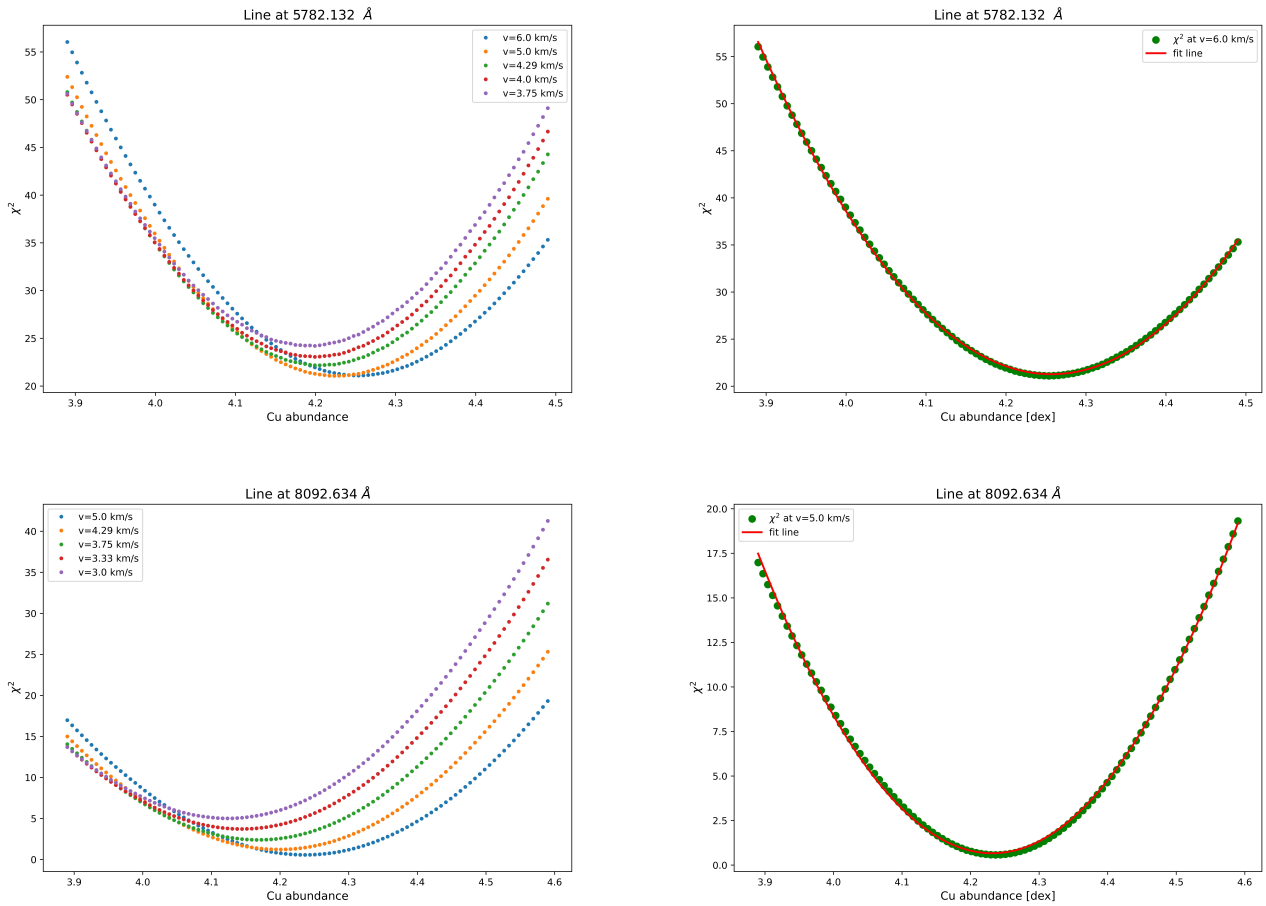 Line at 5782.132 Å
55
50
45
40
35
30
25
20
χ²
3.9 4.0 4.1 4.2 4.3 4.4 4.5
Cu abundance
v=6.0 km/s
v=5.0 km/s
v=4.29 km/s
v=4.0 km/s
v=3.75 km/s
Line at 5782.132 Å
55
50
45
40
35
30
25
20
χ²
3.9 4.0 4.1 4.2 4.3 4.4 4.5
Cu abundance [dex]
χ² at v=6.0 km/s
fit line
Line at 8092.634 Å
40
35
30
25
20
15
10
5
0
χ²
3.9 4.0 4.1 4.2 4.3 4.4 4.5 4.6
Cu abundance
v=5.0 km/s
v=4.29 km/s
v=3.75 km/s
v=3.33 km/s
v=3.0 km/s
Line at 8092.634 Å
20.0
17.5
15.0
12.5
10.0
7.5
5.0
2.5
0.0
χ²
3.9 4.0 4.1 4.2 4.3 4.4 4.5 4.6
Cu abundance [dex]
χ² at v=5.0 km/s
fit line